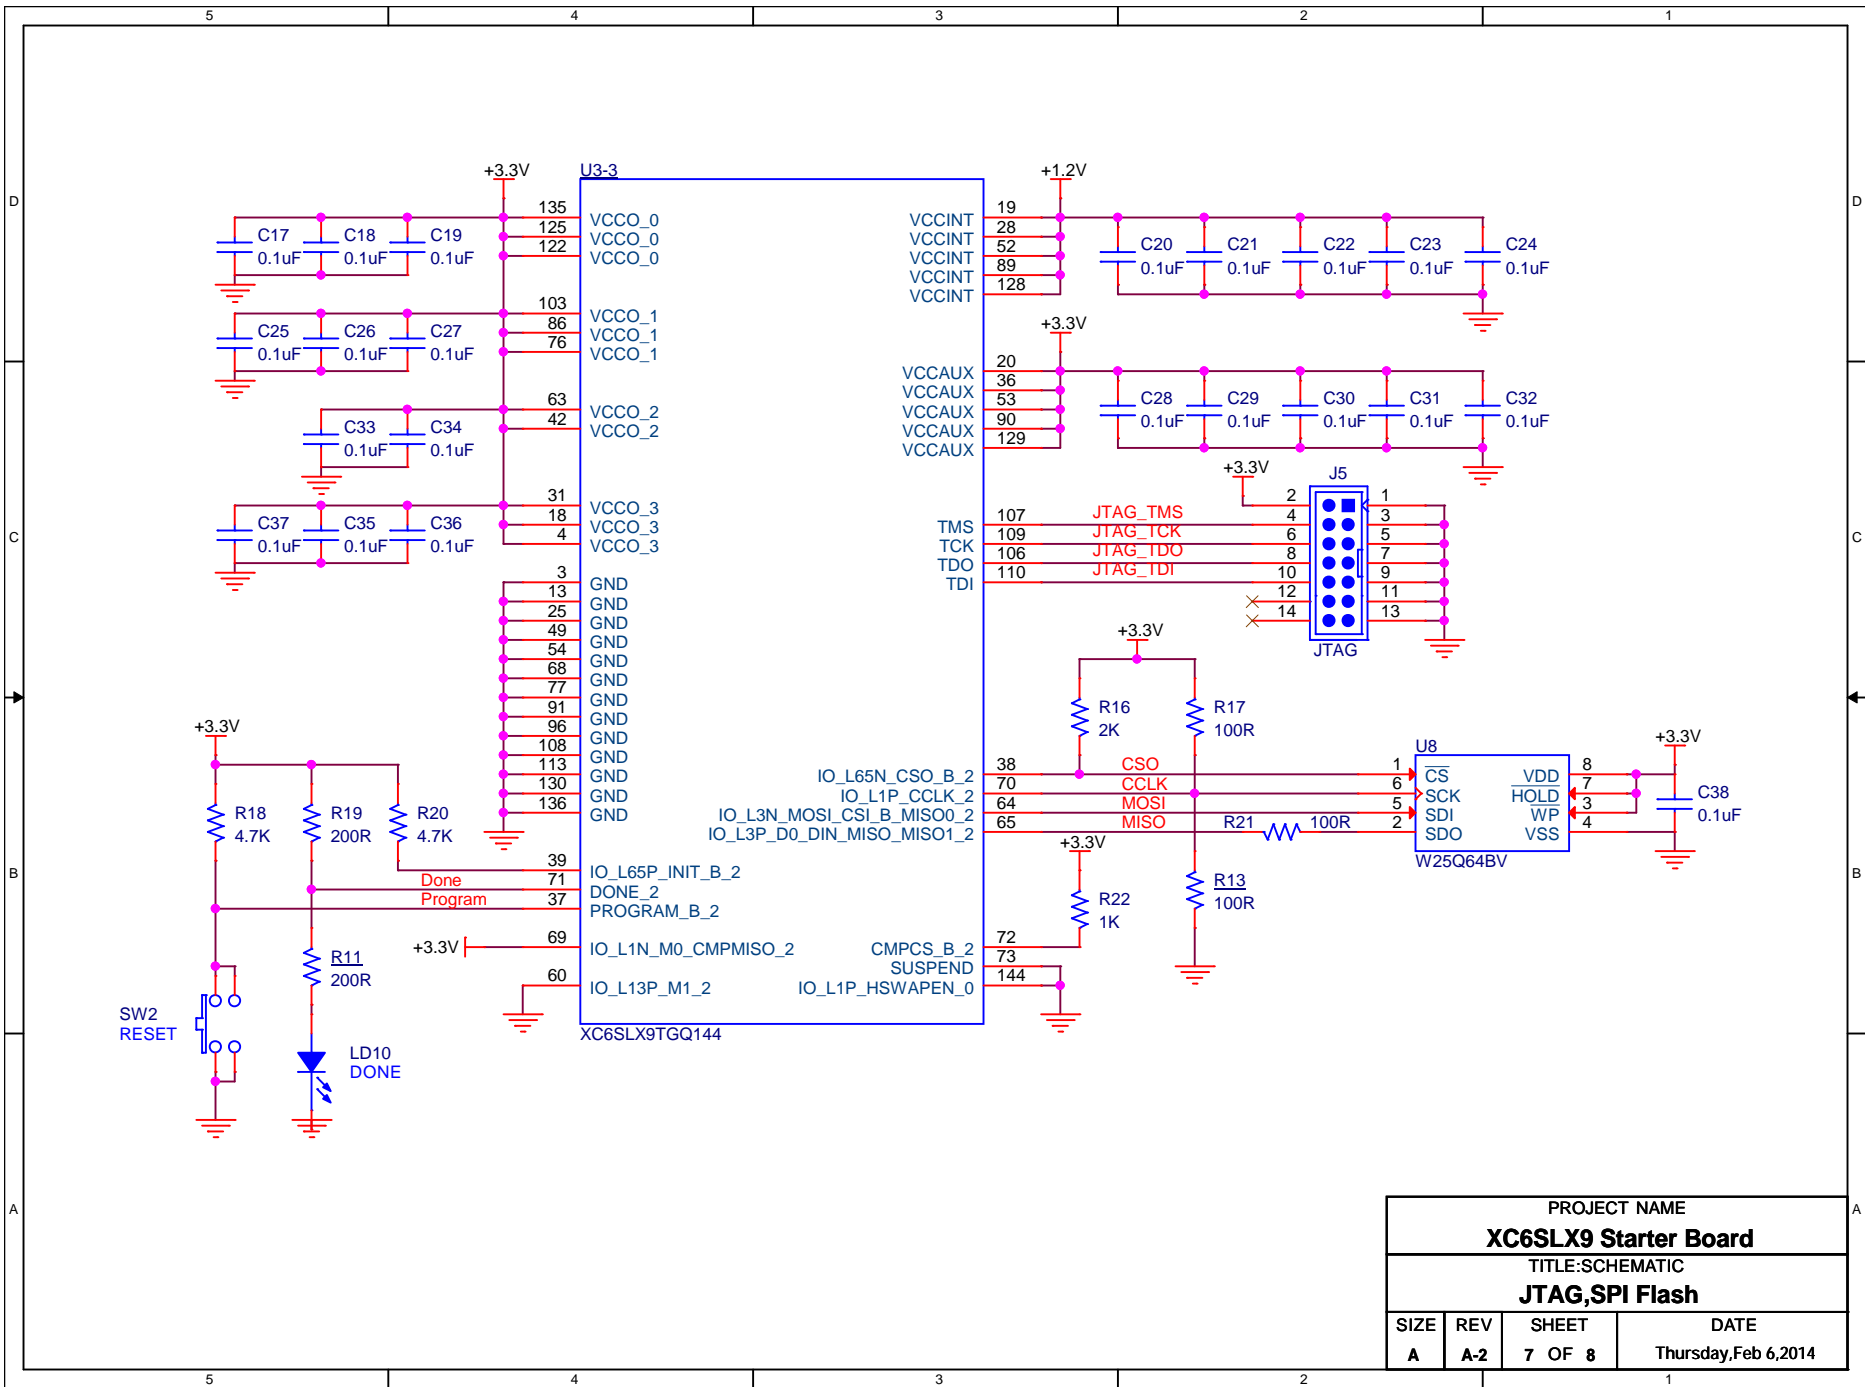 5 4 3 2 1
D D
C C
B B
A A
+3.3V
U3-3
135 VCCO_0
125 VCCO_0
122 VCCO_0
C17 0.1uF
C18 0.1uF
C19 0.1uF
103 VCCO_1
86 VCCO_1
76 VCCO_1
C25 0.1uF
C26 0.1uF
C27 0.1uF
63 VCCO_2
42 VCCO_2
C33 0.1uF
C34 0.1uF
31 VCCO_3
18 VCCO_3
4 VCCO_3
C37 0.1uF
C35 0.1uF
C36 0.1uF
3 GND
13 GND
25 GND
49 GND
54 GND
68 GND
77 GND
91 GND
96 GND
108 GND
113 GND
130 GND
136 GND
+3.3V
R18 4.7K
R19 200R
R20 4.7K
39 IO_L65P_INIT_B_2
Done 71 DONE_2
Program 37 PROGRAM_B_2
+3.3V 69 IO_L1N_M0_CMPMISO_2
60 IO_L13P_M1_2
R11 200R
SW2
RESET
LD10
DONE
XC6SLX9TGQ144
+1.2V
VCCINT 19
VCCINT 28
VCCINT 52
VCCINT 89
VCCINT 128
C20 0.1uF
C21 0.1uF
C22 0.1uF
C23 0.1uF
C24 0.1uF
+3.3V
VCCAUX 20
VCCAUX 36
VCCAUX 53
VCCAUX 90
VCCAUX 129
C28 0.1uF
C29 0.1uF
C30 0.1uF
C31 0.1uF
C32 0.1uF
TMS 107 JTAG_TMS
TCK 109 JTAG_TCK
TDO 106 JTAG_TDO
TDI 110 JTAG_TDI
+3.3V
J5
2 1
4 3
6 5
8 7
10 9
12 11
14 13
JTAG
+3.3V
R16 2K
R17 100R
IO_L65N_CSO_B_2 38 CSO
IO_L1P_CCLK_2 70 CCLK
IO_L3N_MOSI_CSI_B_MISO0_2 64 MOSI
IO_L3P_D0_DIN_MISO_MISO1_2 65 MISO
R21 100R
U8
1 CS VDD 8
6 SCK HOLD 7
5 SDI WP 3
2 SDO VSS 4
W25Q64BV
+3.3V
C38 0.1uF
+3.3V
R22 1K
R13 100R
CMPCS_B_2 72
SUSPEND 73
IO_L1P_HSWAPEN_0 144
PROJECT NAME
XC6SLX9 Starter Board
TITLE:SCHEMATIC
JTAG,SPI Flash
SIZE REV SHEET DATE
A A-2 7 OF 8 Thursday,Feb 6,2014
5 4 3 2 1